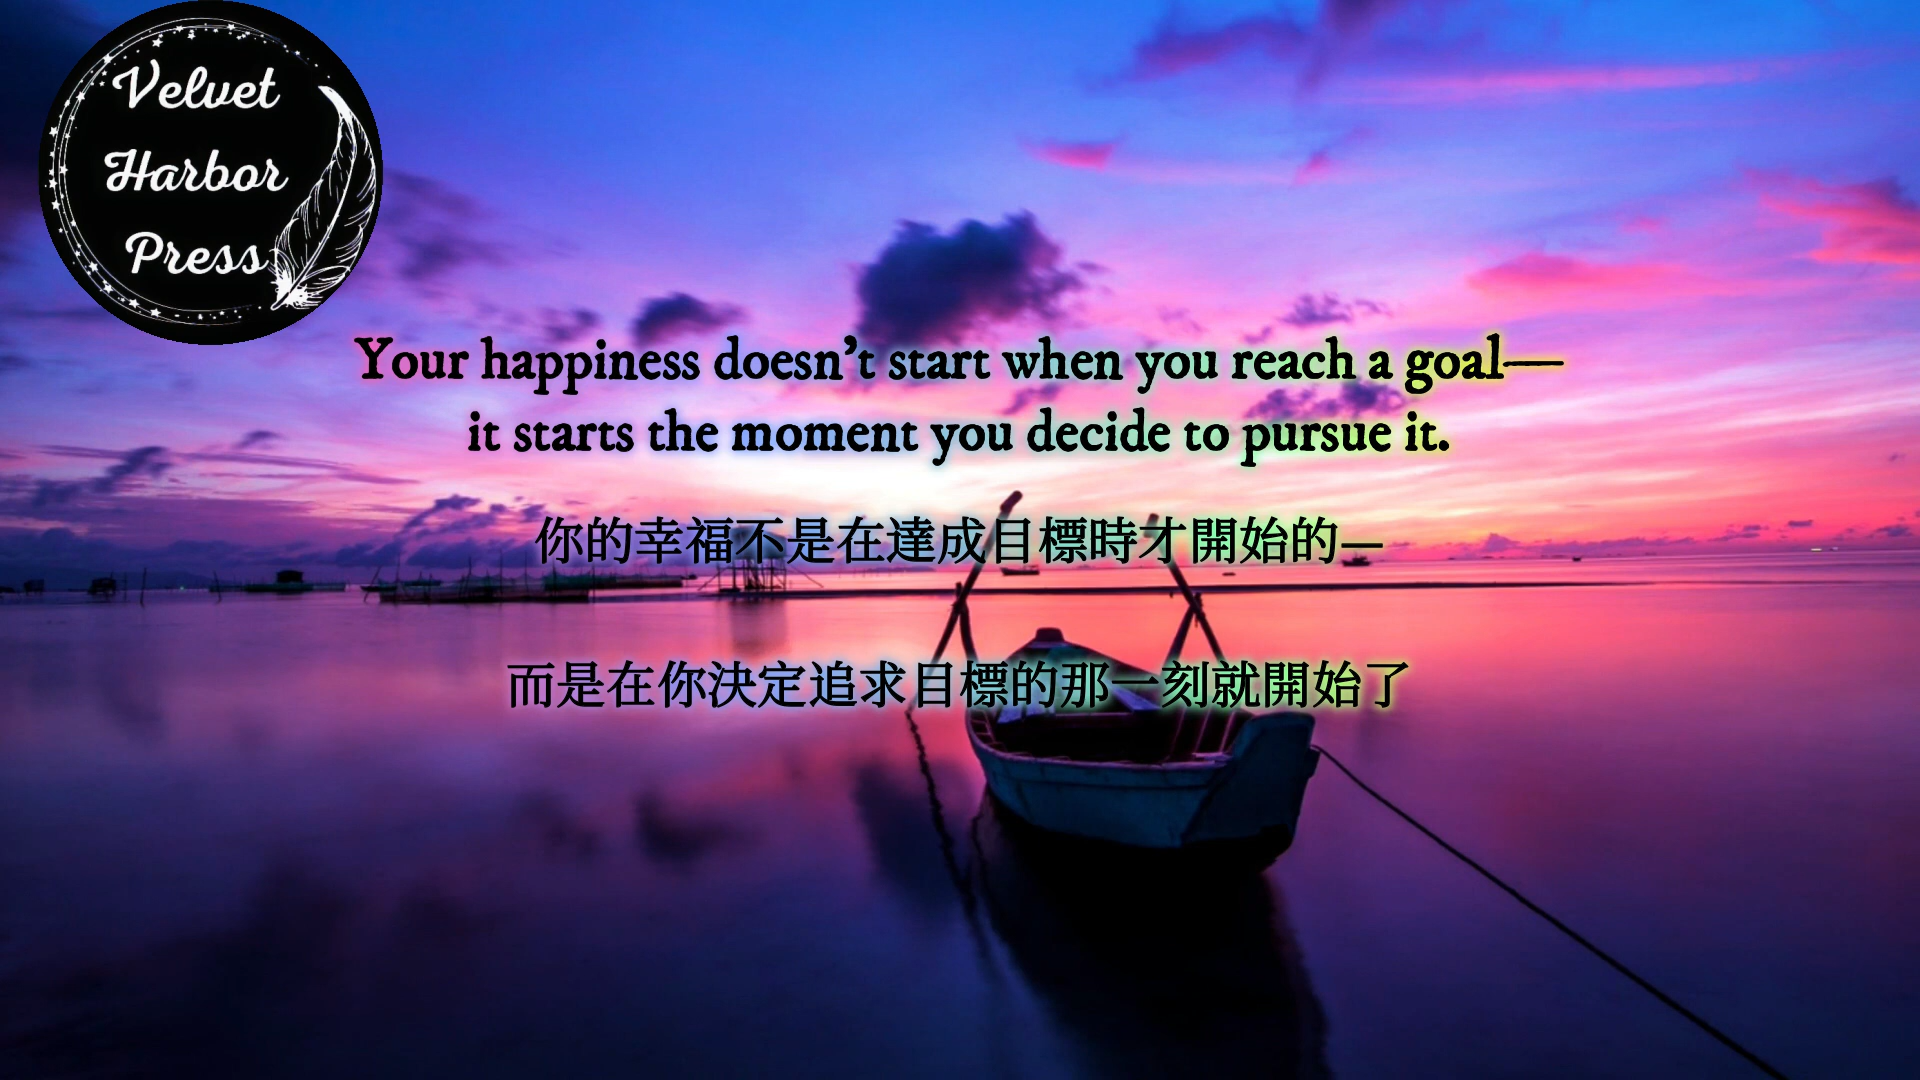 Velvet
Harbor
Press
Your happiness doesn’t start when you reach a goal—
it starts the moment you decide to pursue it.
你的幸福不是在達成目標時才開始的—
而是在你決定追求目標的那一刻就開始了